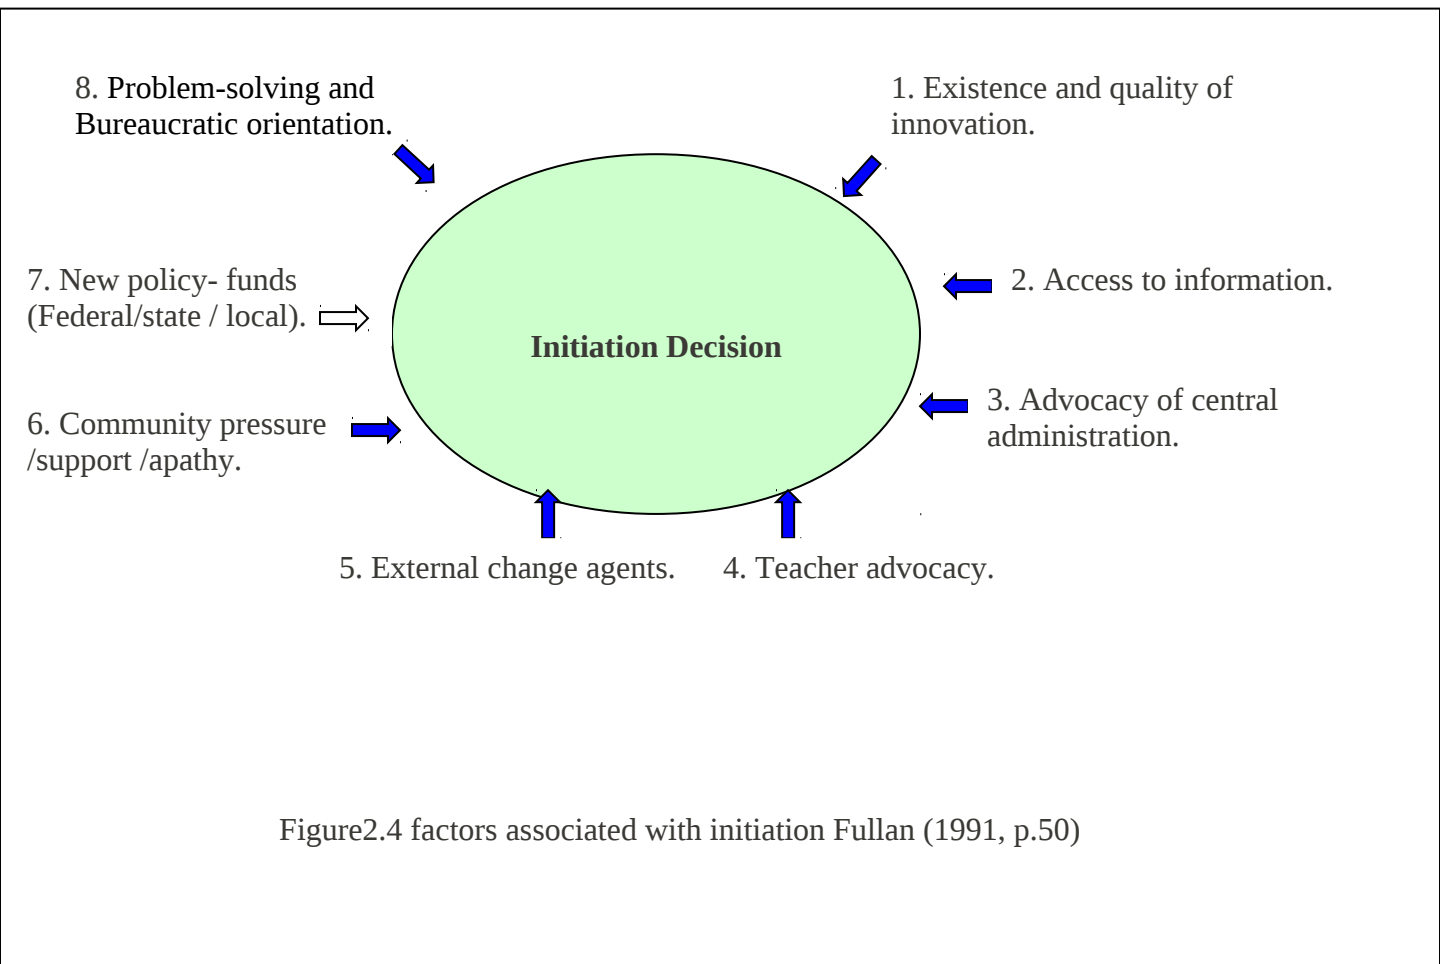 8. Problem-solving and
Bureaucratic orientation.
1. Existence and quality of
innovation.
7. New policy- funds
(Federal/state / local).
2. Access to information.
Initiation Decision
3. Advocacy of central
administration.
6. Community pressure
/support /apathy.
5. External change agents.
4. Teacher advocacy.
Figure2.4 factors associated with initiation Fullan (1991, p.50)